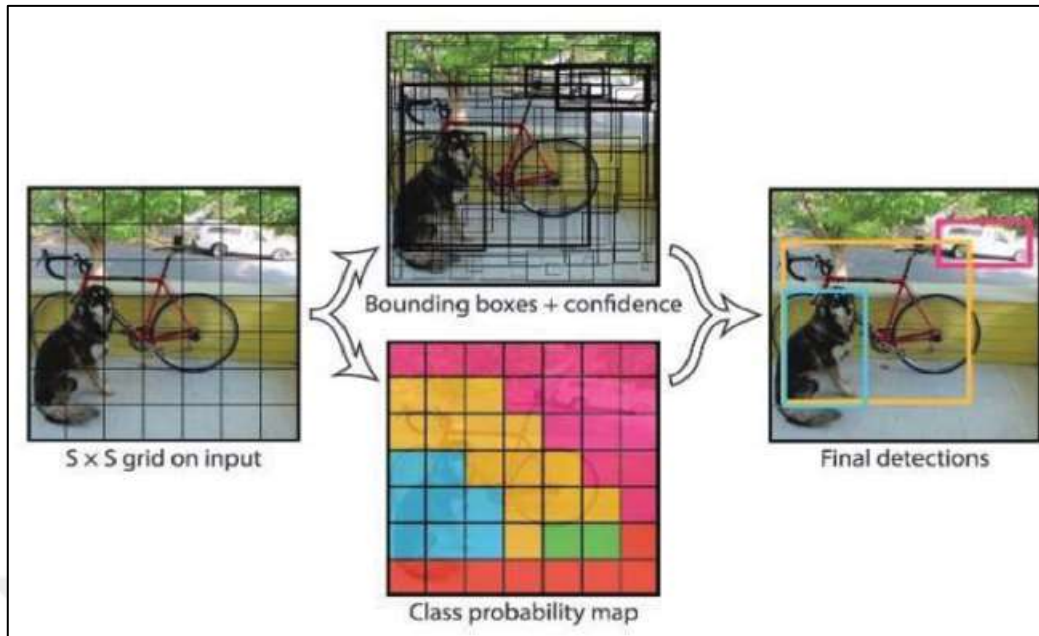 Bounding boxes + confidence
S × S grid on input
Final detections
Class probability map